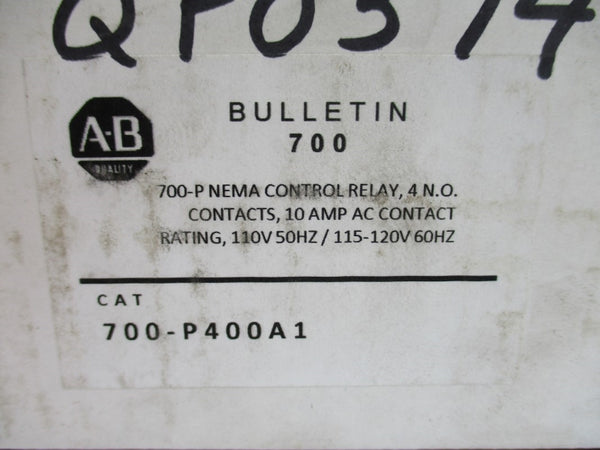 A-B
QUALITY
BULLETIN
700
700-P NEMA CONTROL RELAY, 4 N.O.
CONTACTS, 10 AMP AC CONTACT
RATING, 110V 50HZ / 115-120V 60HZ
CAT
700-P400A1